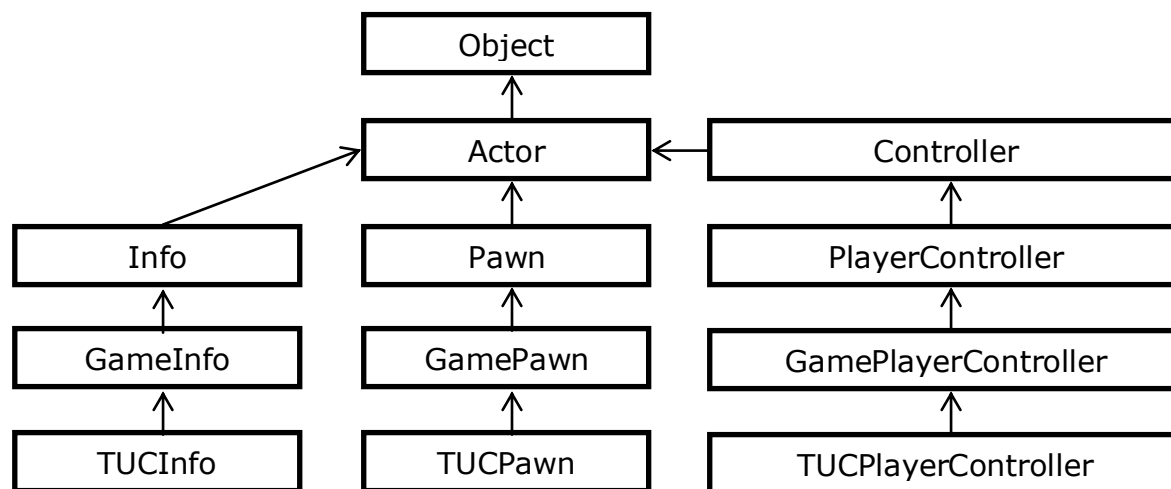 Object
Actor
Controller
Info
Pawn
PlayerController
GameInfo
GamePawn
GamePlayerController
TUCInfo
TUCPawn
TUCPlayerController